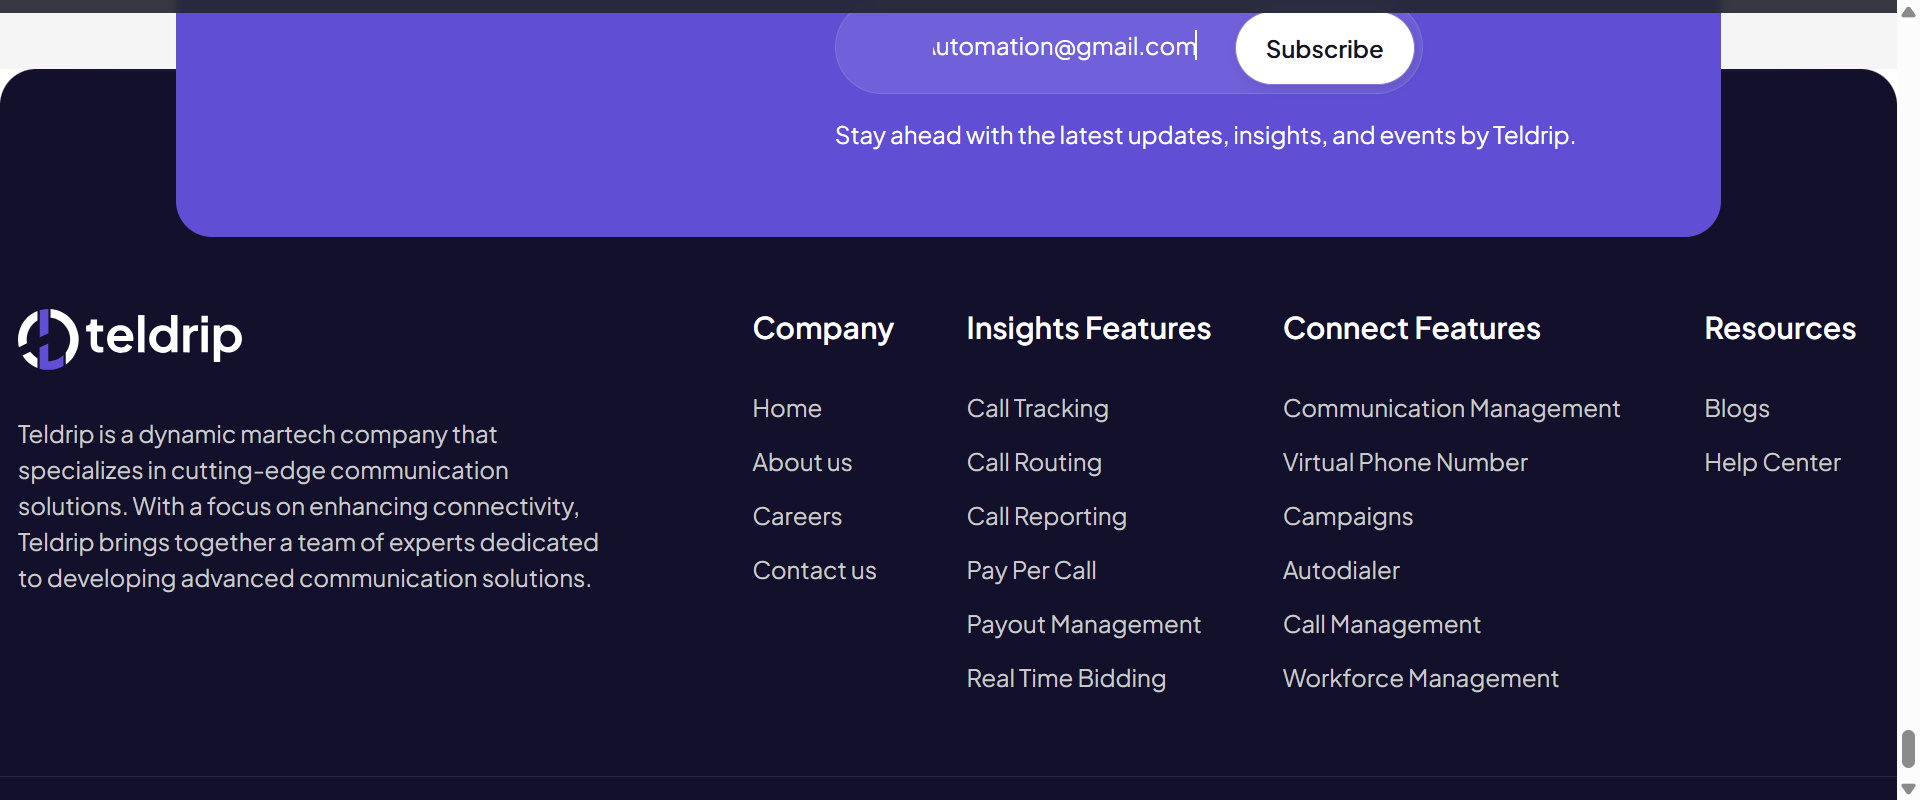 utomation@gmail.com
Subscribe
Stay ahead with the latest updates, insights, and events by Teldrip.
teldrip
Teldrip is a dynamic martech company that
specializes in cutting-edge communication
solutions. With a focus on enhancing connectivity,
Teldrip brings together a team of experts dedicated
to developing advanced communication solutions.
Company
Home
About us
Careers
Contact us
Insights Features
Call Tracking
Call Routing
Call Reporting
Pay Per Call
Payout Management
Real Time Bidding
Connect Features
Communication Management
Virtual Phone Number
Campaigns
Autodialer
Call Management
Workforce Management
Resources
Blogs
Help Center